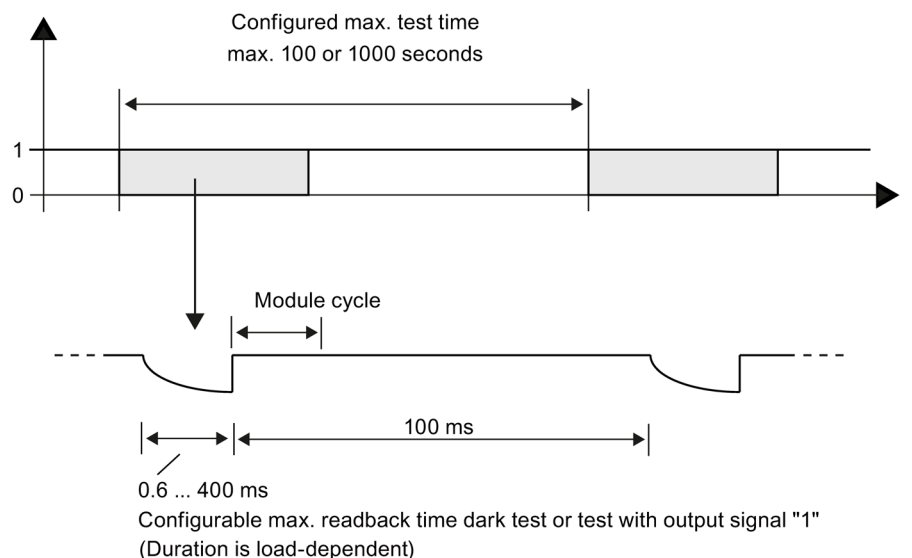 Configured max. test time
max. 100 or 1000 seconds
1
0
Module cycle
100 ms
0.6 ... 400 ms
Configurable max. readback time dark test or test with output signal "1"
(Duration is load-dependent)